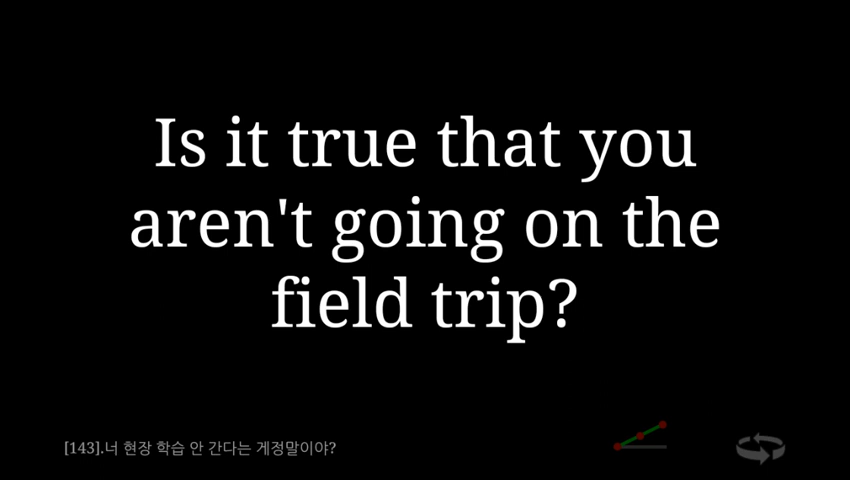 Is it true that you
aren't going on the
field trip?
[143].너 현장 학습 안 간다는 게정말이야?